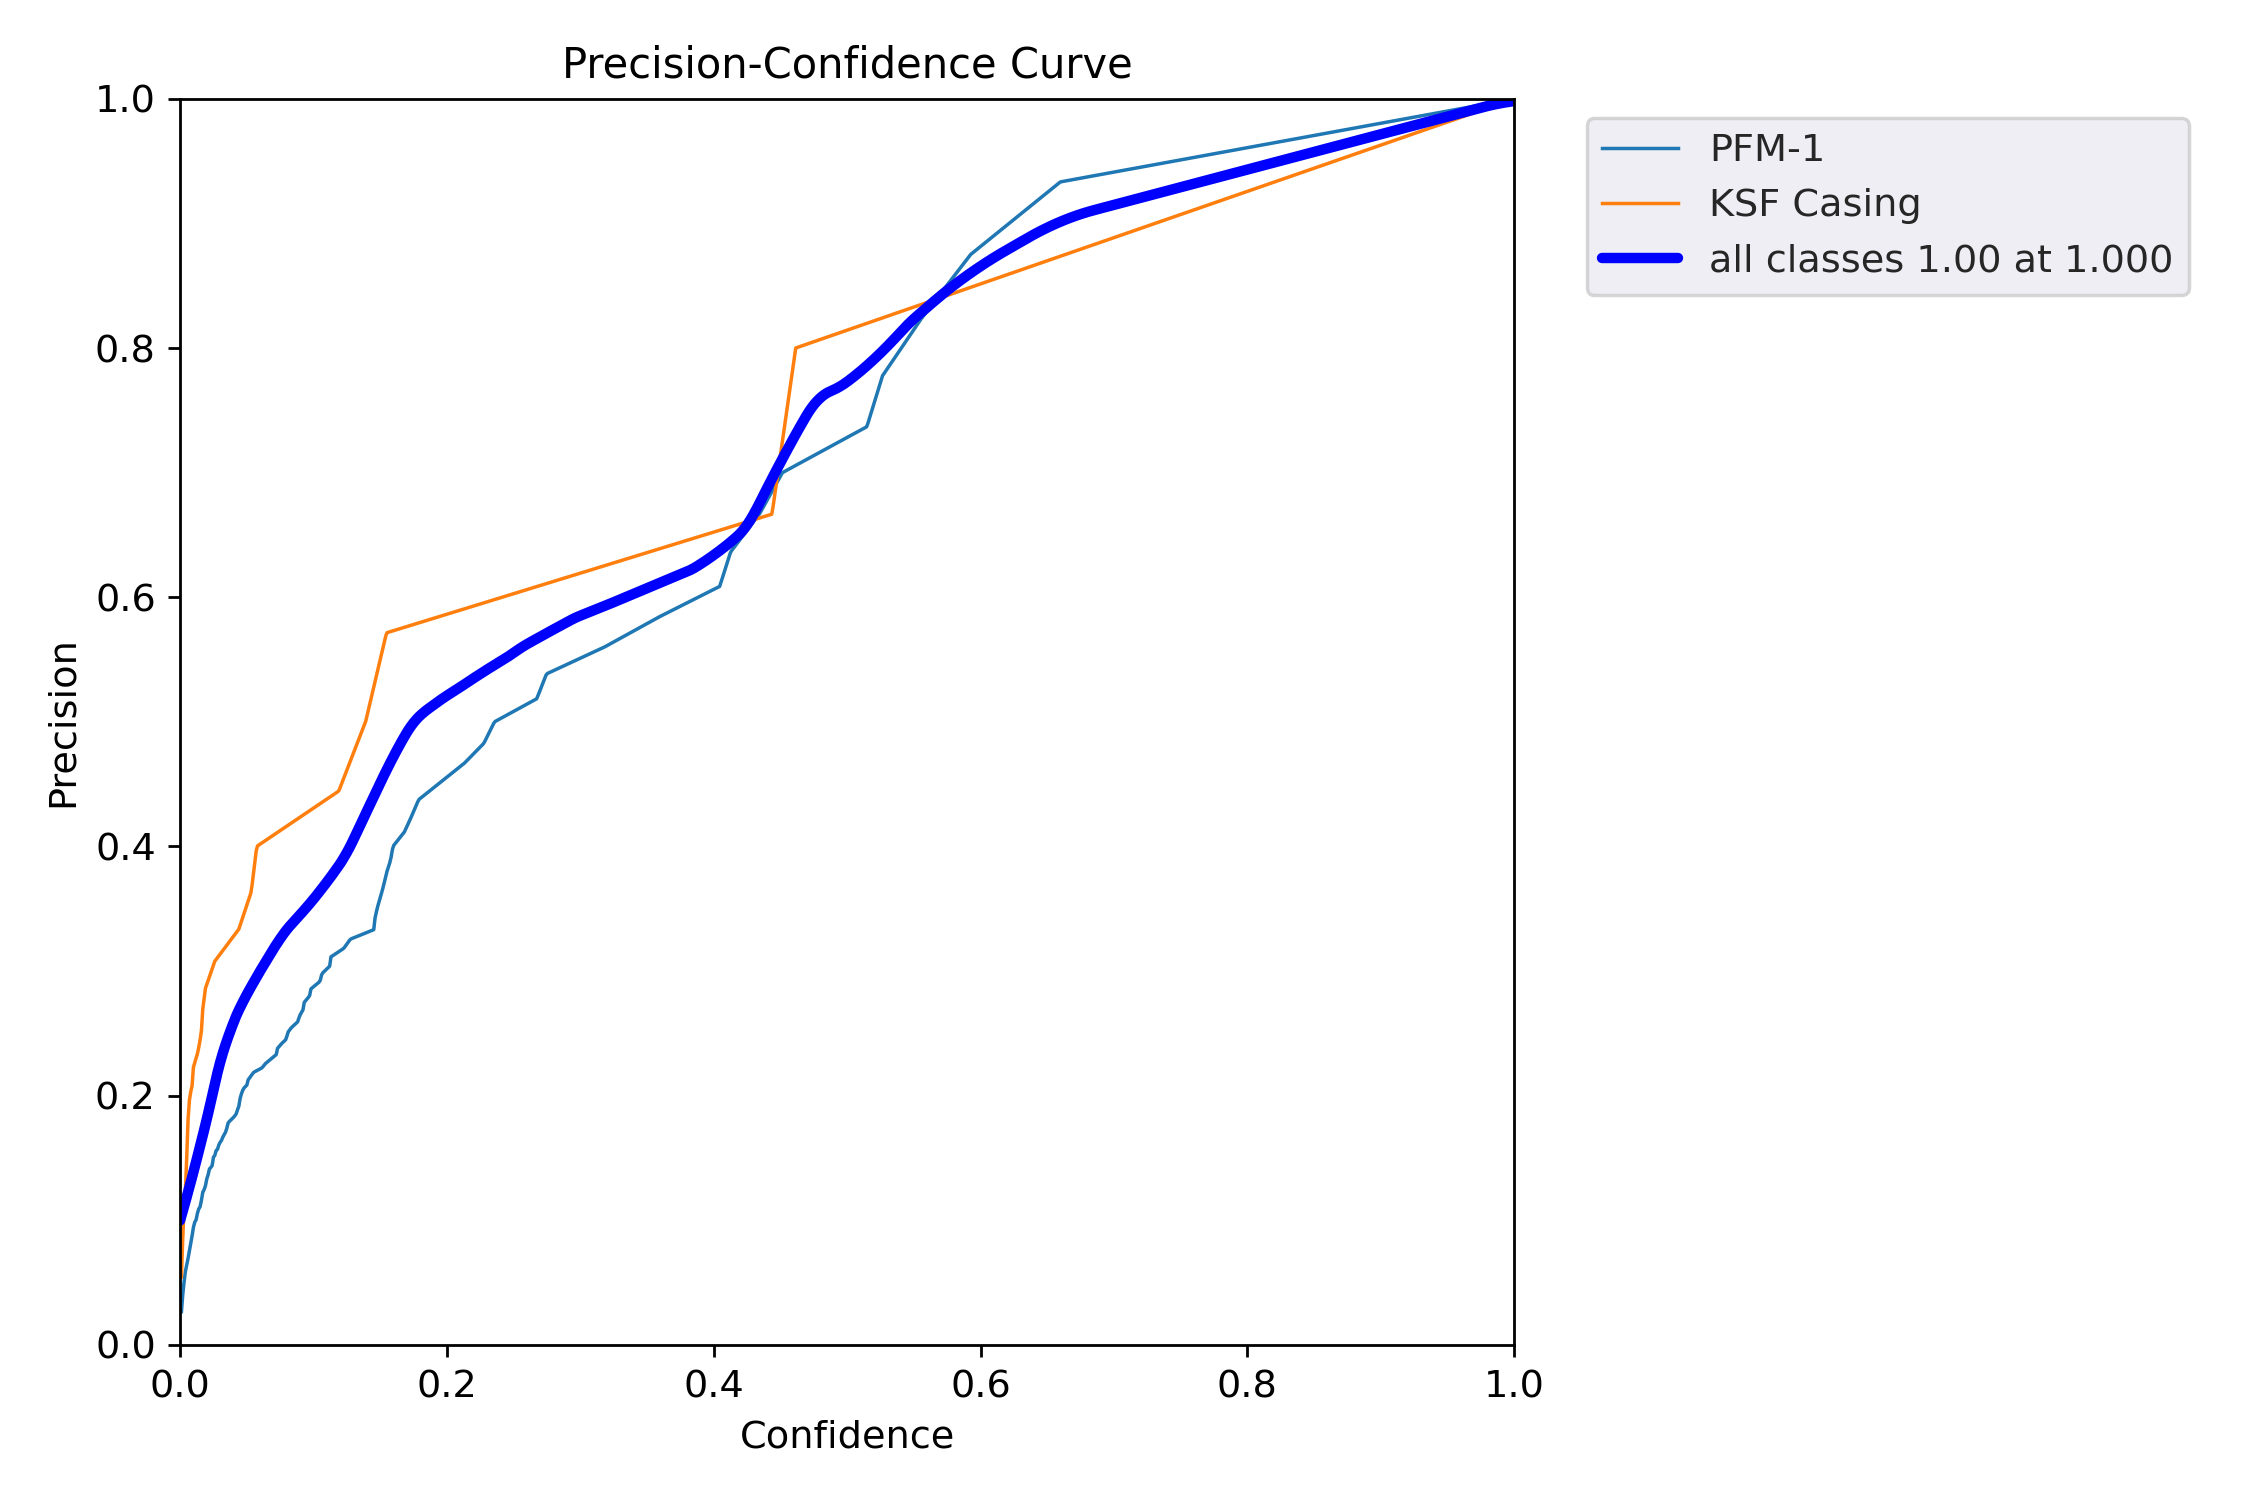 Precision-Confidence Curve
1.0
0.8
0.6
0.4
0.2
0.0
Precision
0.0 0.2 0.4 0.6 0.8 1.0
Confidence
PFM-1
KSF Casing
all classes 1.00 at 1.000